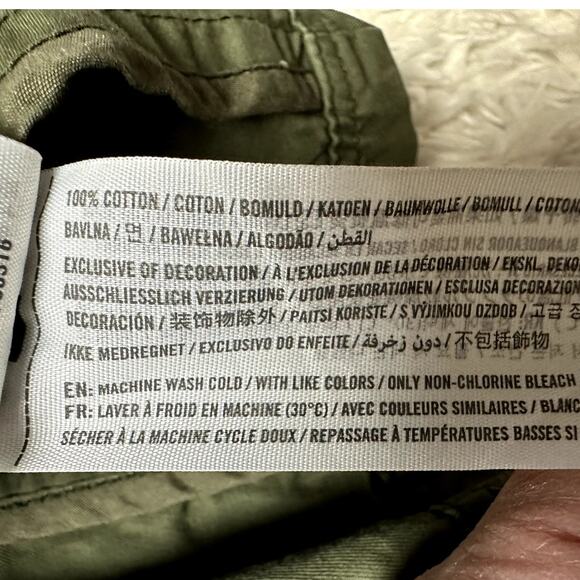 100% COTTON / COTON / BOMULD / KATOEN / BAUMWOLLE / BOMULL / COTON
BAVLNA / 면 / BAWEŁNA / ALGODÃO / القطن
EXCLUSIVE OF DECORATION / À L'EXCLUSION DE LA DÉCORATION / EKSKL. DEKO
AUSSCHLIESSLICH VERZIERUNG / UTOM DEKORATIONEN / ESCLUSA DECORAZION
DECORACIÓN / 装饰物除外 / PAITSI KORISTE / S VÝJIMKOU OZDOB / 고급
IKKE MEDREGNET / EXCLUSIVO DO ENFEITE / دون زخرفة / 不包括飾物
EN: MACHINE WASH COLD / WITH LIKE COLORS / ONLY NON-CHLORINE BLEACH
FR: LAVER À FROID EN MACHINE (30°C) / AVEC COULEURS SIMILAIRES / BLANC
SÉCHER À LA MACHINE CYCLE DOUX / REPASSAGE À TEMPÉRATURES BASSES SI